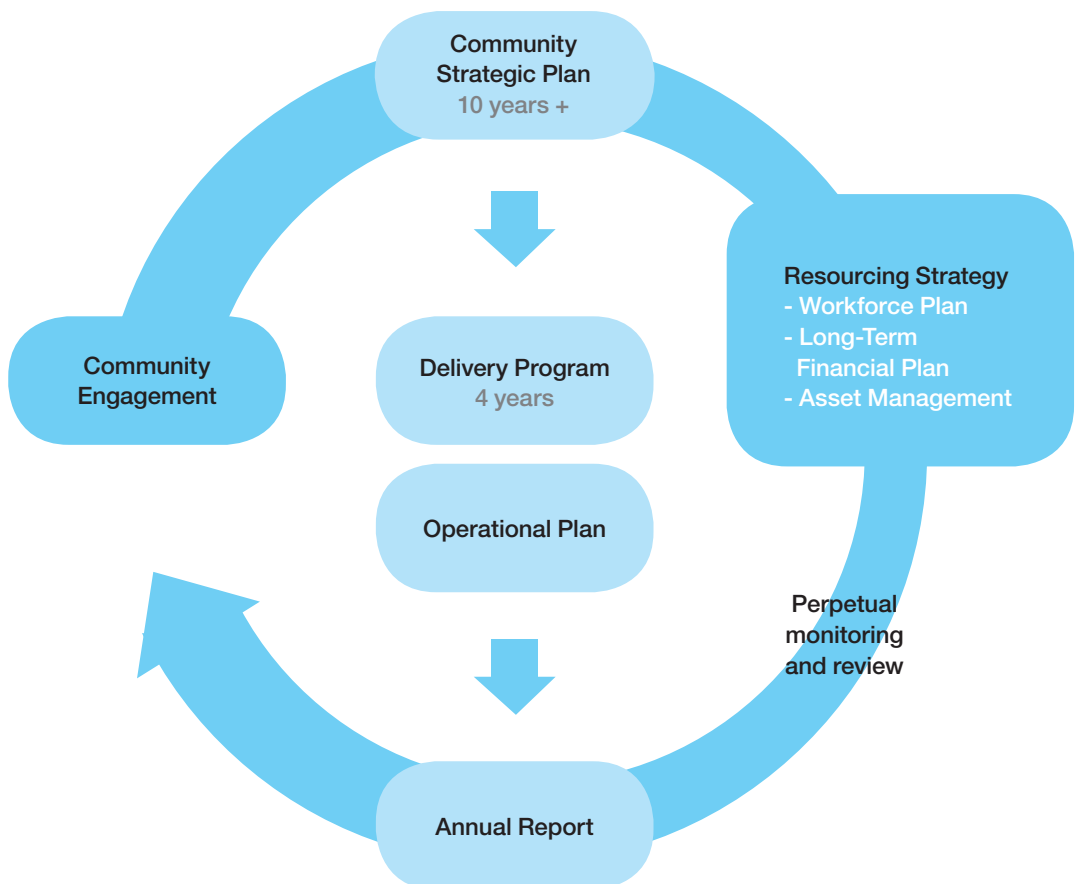 Community
Strategic Plan
10 years +
Resourcing Strategy
- Workforce Plan
- Long-Term
Financial Plan
- Asset Management
Community
Engagement
Delivery Program
4 years
Operational Plan
Perpetual
monitoring
and review
Annual Report